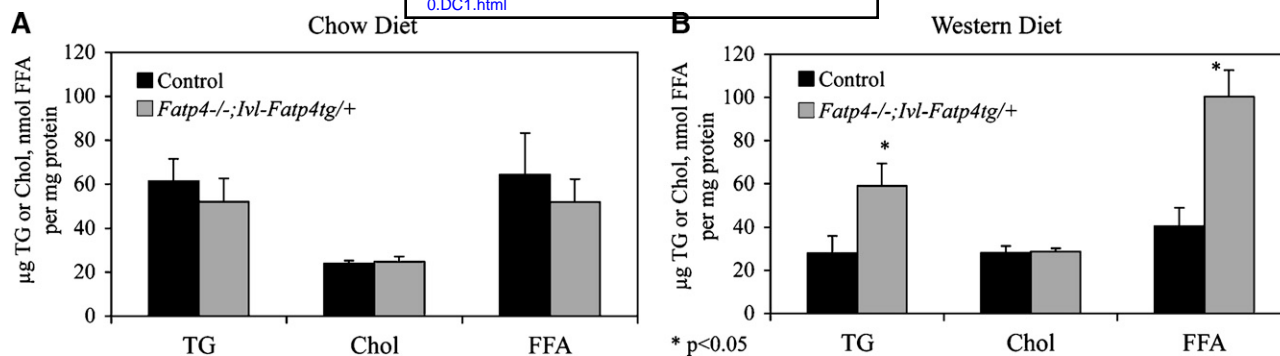 0.DC1.html
A
Chow Diet
µg TG or Chol, nmol FFA
per mg protein
120
100
80
60
40
20
0
Control
Fatp4-/-;Ivl-Fatp4tg/+
TG
Chol
FFA
B
Western Diet
µg TG or Chol, nmol FFA
per mg protein
120
100
80
60
40
20
0
Control
Fatp4-/-;Ivl-Fatp4tg/+
*
*
* p<0.05
TG
Chol
FFA